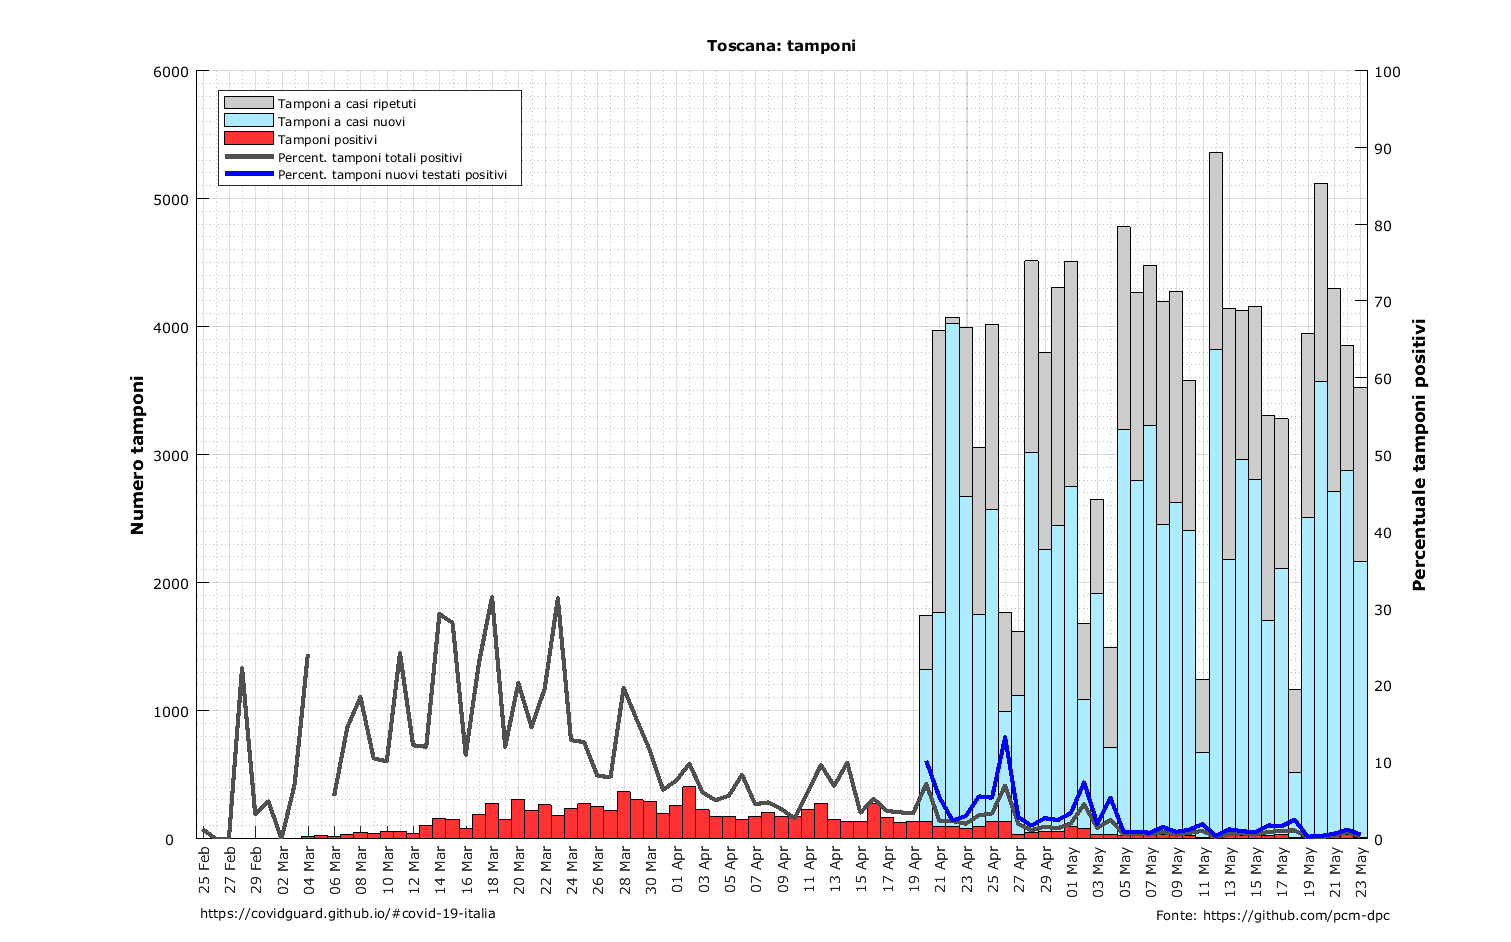 Toscana: tamponi
6000
5000
4000
3000
2000
1000
0
Numero tamponi
Tamponi a casi ripetuti
Tamponi a casi nuovi
Tamponi positivi
Percent. tamponi totali positivi
Percent. tamponi nuovi testati positivi
100
90
80
70
60
50
40
30
20
10
0
Percentuale tamponi positivi
25 Feb
27 Feb
29 Feb
02 Mar
04 Mar
06 Mar
08 Mar
10 Mar
12 Mar
14 Mar
16 Mar
18 Mar
20 Mar
22 Mar
24 Mar
26 Mar
28 Mar
30 Mar
01 Apr
03 Apr
05 Apr
07 Apr
09 Apr
11 Apr
13 Apr
15 Apr
17 Apr
19 Apr
21 Apr
23 Apr
25 Apr
27 Apr
29 Apr
01 May
03 May
05 May
07 May
09 May
11 May
13 May
15 May
17 May
19 May
21 May
23 May
https://covidguard.github.io/#covid-19-italia
Fonte: https://github.com/pcm-dpc